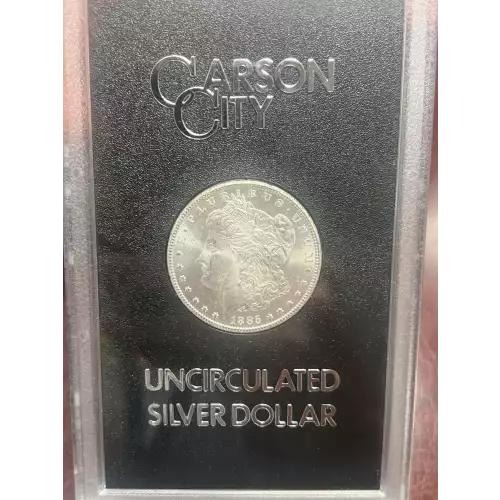 CARSON
CITY
E PLURIBUS UNUM
1885
UNCIRCULATED
SILVER DOLLAR